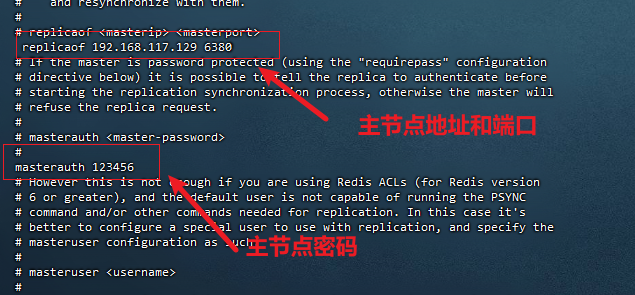 #    and resynchronize with them.
#
# replicaof <masterip> <masterport>
replicaof 192.168.117.129 6380
# If the master is password protected (using the "requirepass" configuration
# directive below) it is possible to tell the replica to authenticate before
# starting the replication synchronization process, otherwise the master will
# refuse the replica request.
主节点地址和端口
#
# masterauth <master-password>
#
masterauth 123456
# However this is not enough if you are using Redis ACLs (for Redis version
# 6 or greater), and the default user is not capable of running the PSYNC
# command and/or other commands needed for replication. In this case it's
# better to configure a special user to use with replication, and specify the
# masteruser configuration as such
主节点密码
#
# masteruser <username>
#